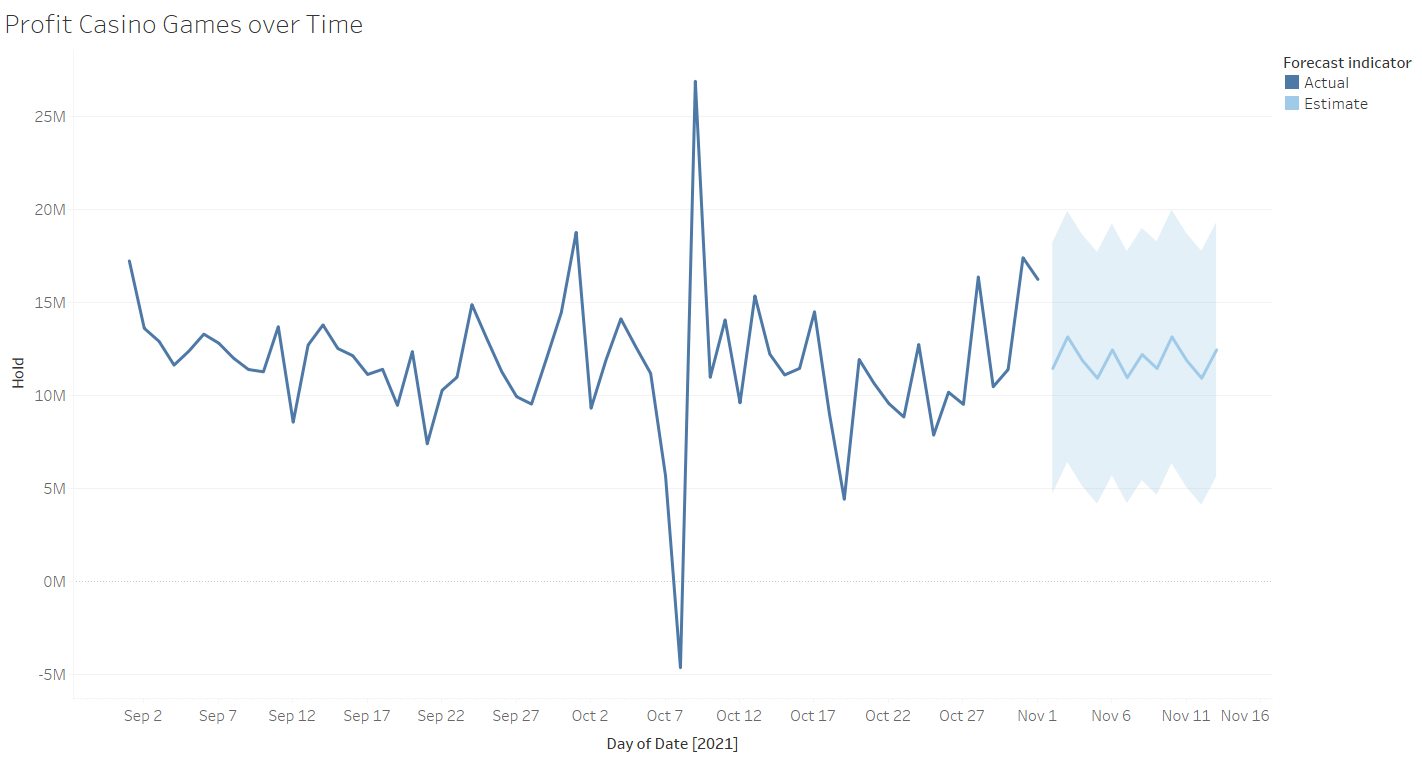 Profit Casino Games over Time
Forecast indicator
Actual
Estimate
Hold
25M
20M
15M
10M
5M
0M
-5M
Sep 2 Sep 7 Sep 12 Sep 17 Sep 22 Sep 27 Oct 2 Oct 7 Oct 12 Oct 17 Oct 22 Oct 27 Nov 1 Nov 6 Nov 11 Nov 16
Day of Date [2021]